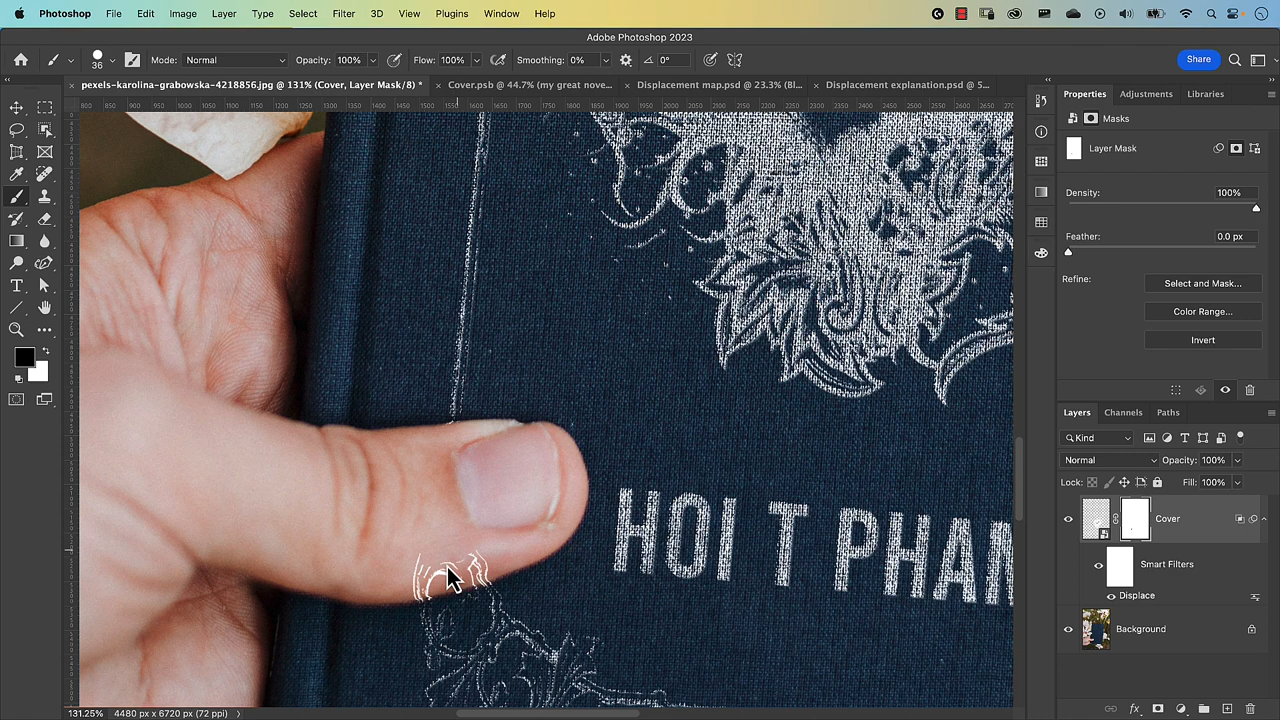 Photoshop File Edit Image Layer Type Select Filter 3D View Plugins Window Help
Adobe Photoshop 2023
36 Mode: Normal Opacity: 100% Flow: 100% Smoothing: 0% 0° Share
pexels-karolina-grabowska-4218856.jpg @ 131% (Cover, Layer Mask/8) * Cover.psb @ 44.7% (my great nove... Displacement map.psd @ 23.3% (Bl... Displacement explanation.psd @ 5...
Properties Adjustments Libraries
Masks
Layer Mask
Density: 100%
Feather: 0.0 px
Refine: Select and Mask...
Color Range...
Invert
HOI T PHAM
Layers Channels Paths
Kind
Normal Opacity: 100%
Lock: Fill: 100%
Cover
Smart Filters
Displace
Background
131.25% 4480 px x 6720 px (72 ppi)